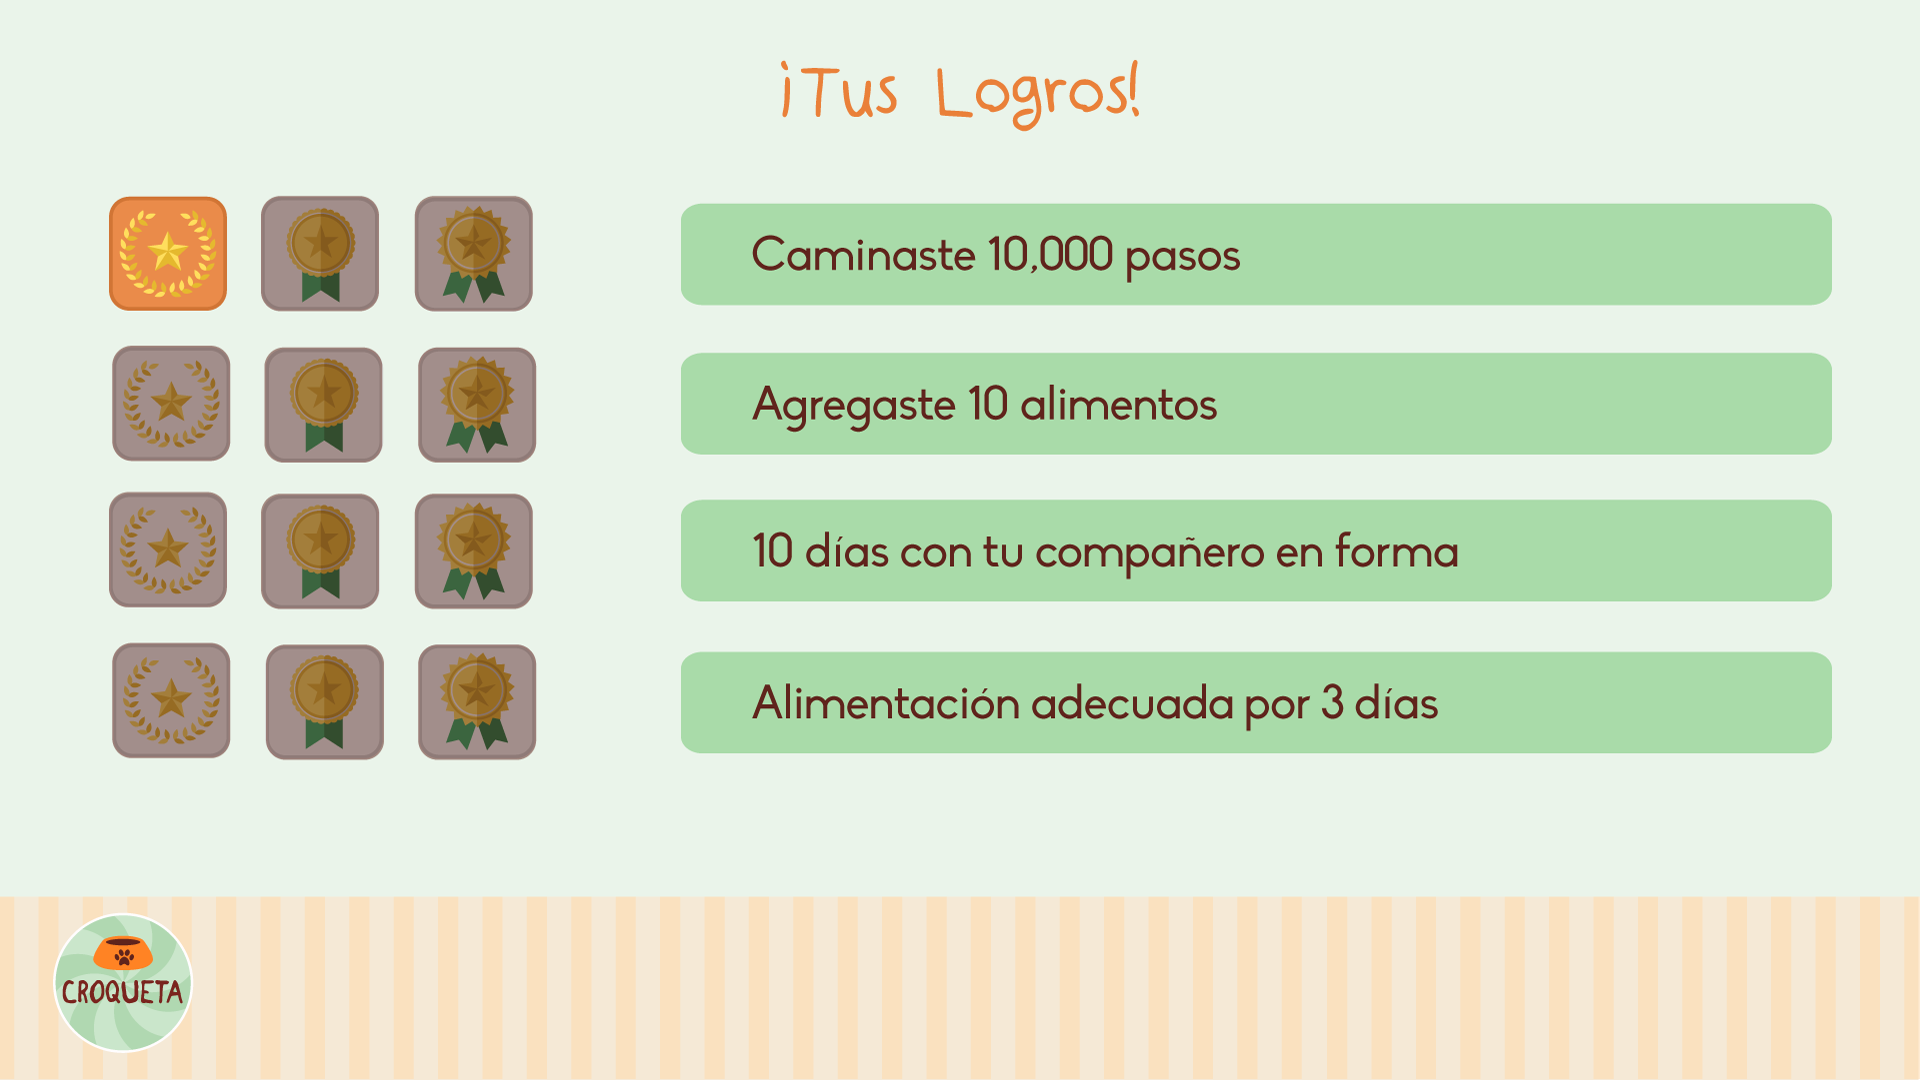 ¡Tus Logros!
Caminaste 10,000 pasos
Agregaste 10 alimentos
10 días con tu compañero en forma
Alimentación adecuada por 3 días
CROQUETA